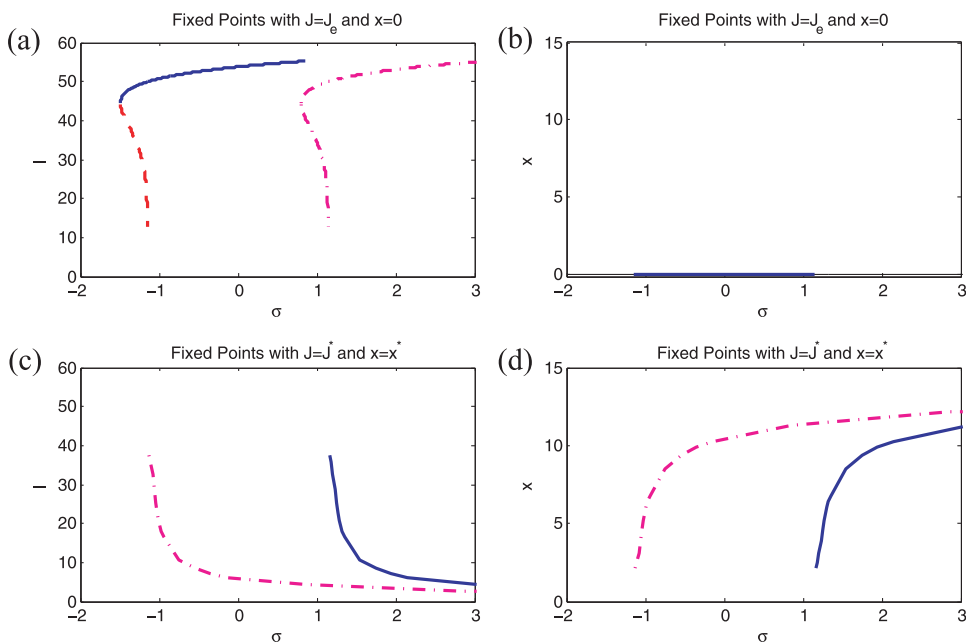 (a)
Fixed Points with J=J_e and x=0
60
50
40
30
20
10
0
I
-2 -1 0 1 2 3
σ
(b)
Fixed Points with J=J_e and x=0
15
10
5
0
x
-2 -1 0 1 2 3
σ
(c)
Fixed Points with J=J* and x=x*
60
50
40
30
20
10
0
I
-2 -1 0 1 2 3
σ
(d)
Fixed Points with J=J* and x=x*
15
10
5
0
x
-2 -1 0 1 2 3
σ